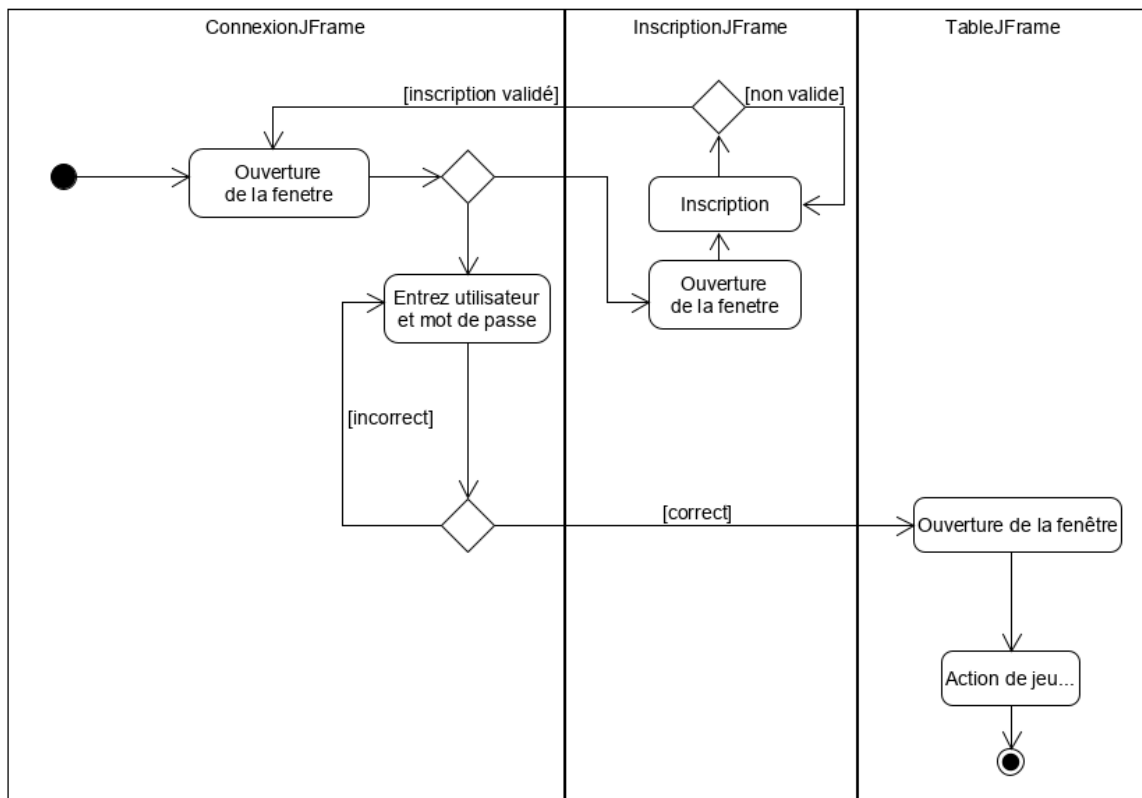 ConnexionJFrame
InscriptionJFrame
TableJFrame
[inscription validé]
[non valide]
Ouverture
de la fenetre
Inscription
Entrez utilisateur
et mot de passe
Ouverture
de la fenetre
[incorrect]
[correct]
Ouverture de la fenêtre
Action de jeu...